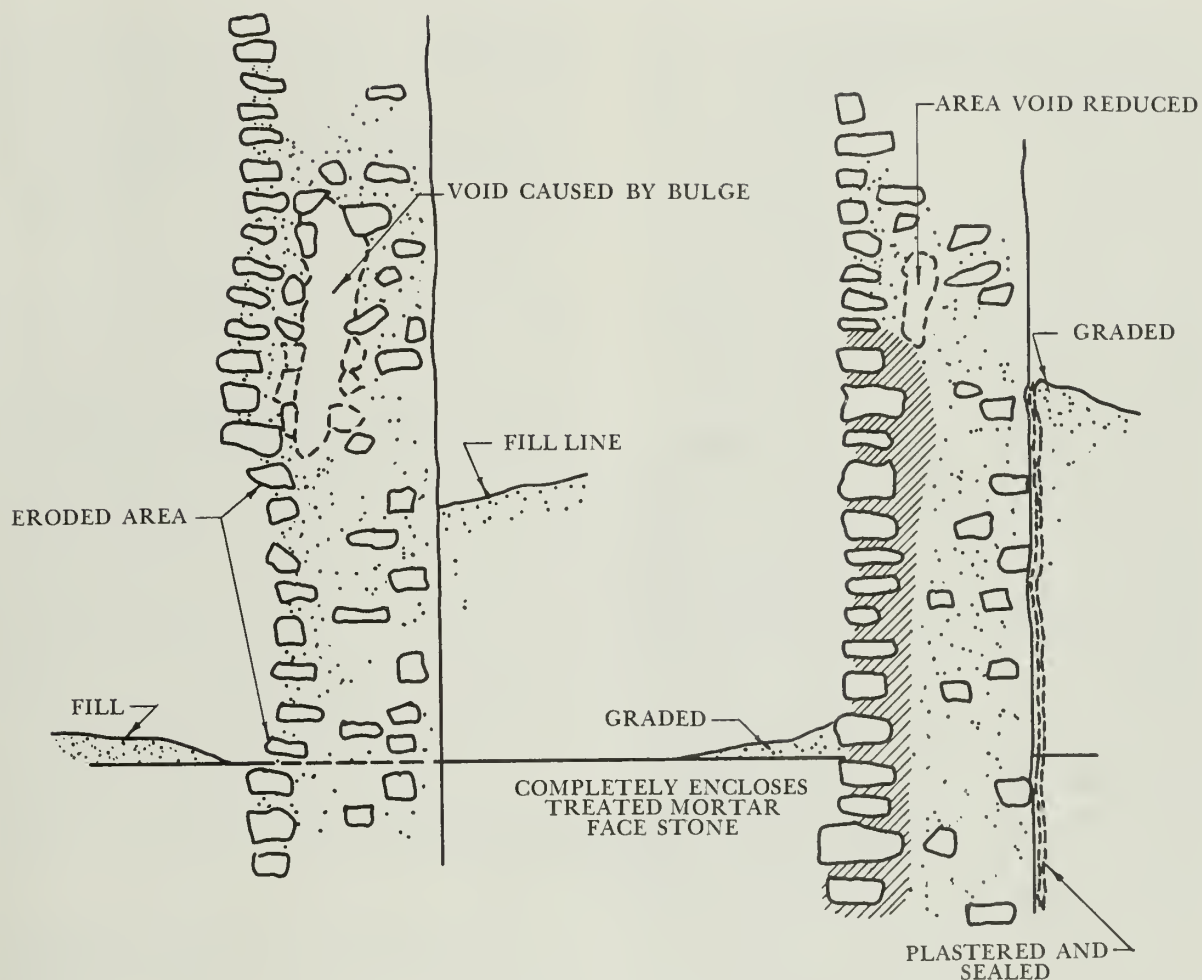 AREA VOID REDUCED
VOID CAUSED BY BULGE
GRADED
FILL LINE
ERODED AREA
FILL
GRADED
COMPLETELY ENCLOSES
TREATED MORTAR
FACE STONE
PLASTERED AND
SEALED